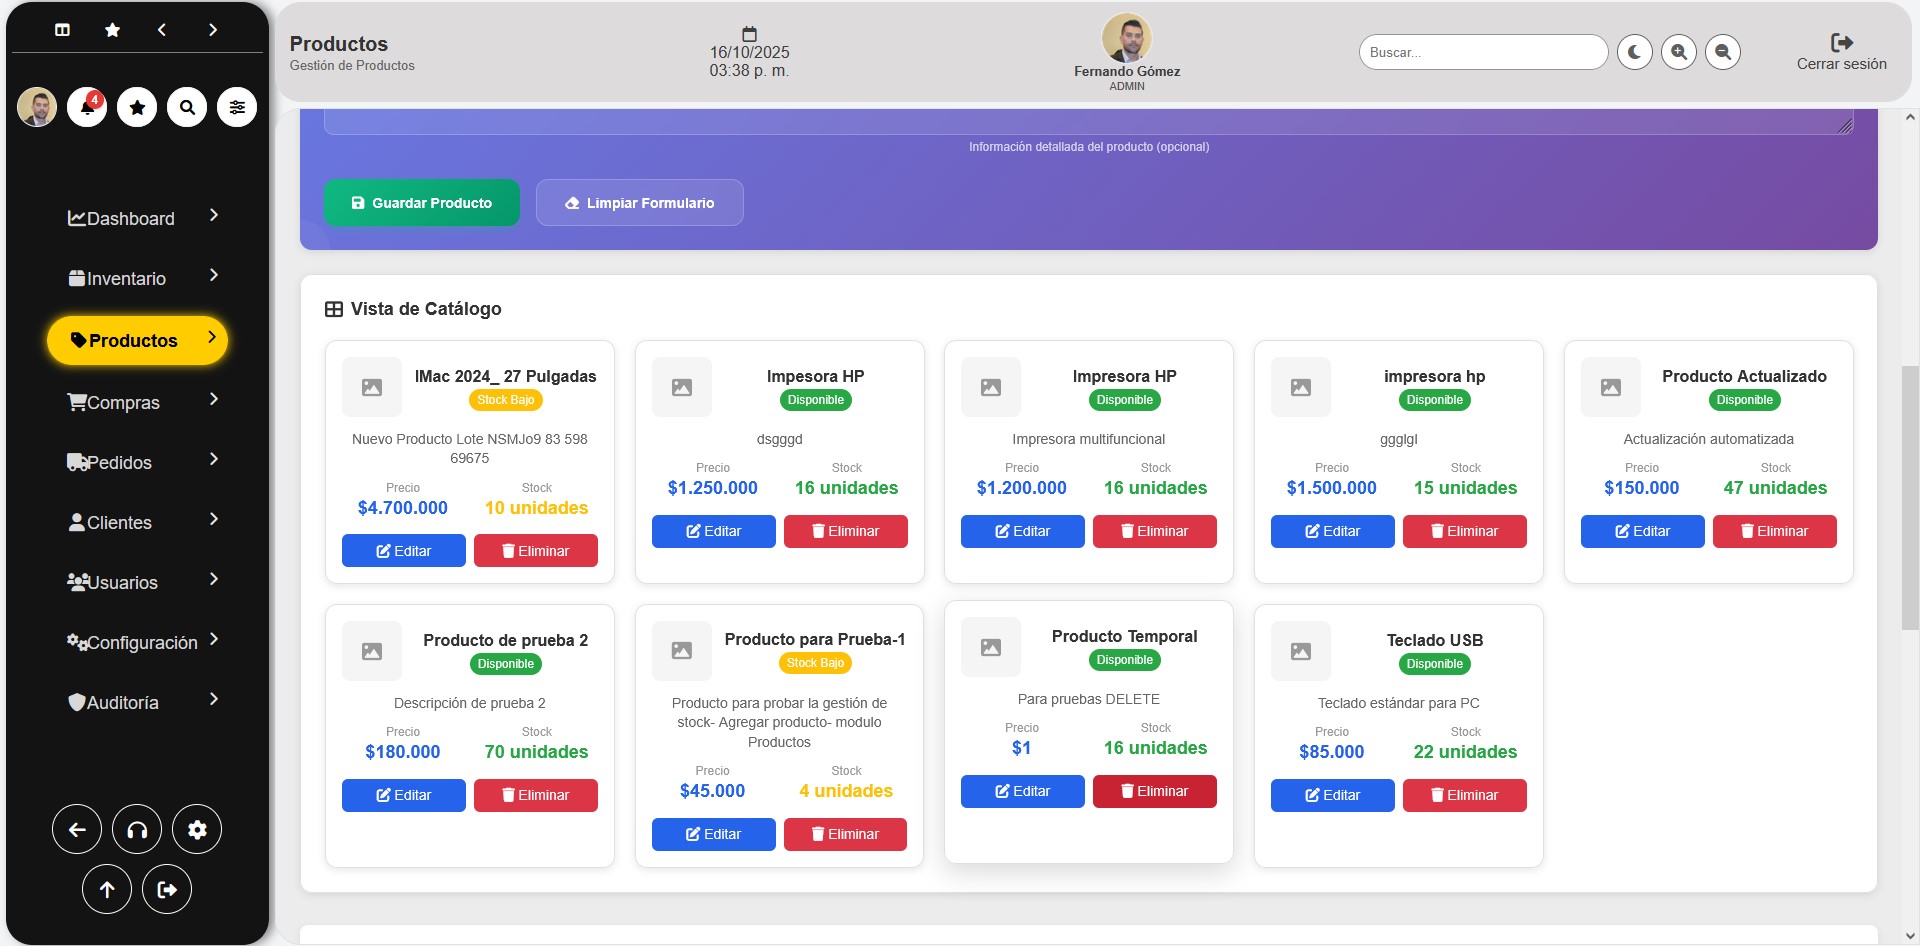 4
Dashboard
Inventario
Productos
Compras
Pedidos
Clientes
Usuarios
Configuración
Auditoría
Productos
Gestión de Productos
16/10/2025
03:38 p. m.
Fernando Gómez
ADMIN
Buscar...
Cerrar sesión
Información detallada del producto (opcional)
Guardar Producto
Limpiar Formulario
Vista de Catálogo
IMac 2024_ 27 Pulgadas
Stock Bajo
Nuevo Producto Lote NSMJo9 83 598
69675
Precio
Stock
$4.700.000
10 unidades
Editar
Eliminar
Impesora HP
Disponible
dsgggd
Precio
Stock
$1.250.000
16 unidades
Editar
Eliminar
Impresora HP
Disponible
Impresora multifuncional
Precio
Stock
$1.200.000
16 unidades
Editar
Eliminar
impresora hp
Disponible
ggglgl
Precio
Stock
$1.500.000
15 unidades
Editar
Eliminar
Producto Actualizado
Disponible
Actualización automatizada
Precio
Stock
$150.000
47 unidades
Editar
Eliminar
Producto de prueba 2
Disponible
Descripción de prueba 2
Precio
Stock
$180.000
70 unidades
Editar
Eliminar
Producto para Prueba-1
Stock Bajo
Producto para probar la gestión de
stock- Agregar producto- modulo
Productos
Precio
Stock
$45.000
4 unidades
Editar
Eliminar
Producto Temporal
Disponible
Para pruebas DELETE
Precio
Stock
$1
16 unidades
Editar
Eliminar
Teclado USB
Disponible
Teclado estándar para PC
Precio
Stock
$85.000
22 unidades
Editar
Eliminar